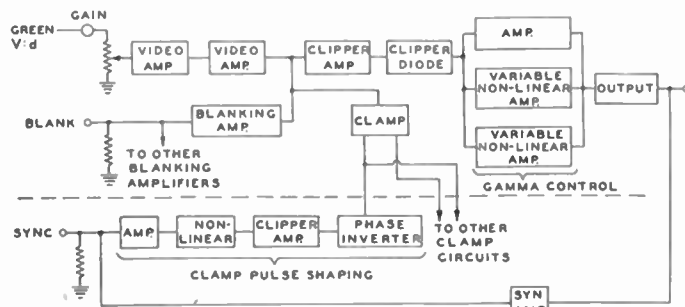 GAIN
GREEN
V:d
VIDEO
AMP
VIDEO
AMP.
CLIPPER
AMP
CLIPPER
DIODE
AMP.
VARIABLE
NON-LINEAR
AMP.
VARIABLE
NON-LINEAR
AMP.
OUTPUT
GAMMA CONTROL
BLANK
BLANKING
AMP.
CLAMP
TO OTHER
BLANKING
AMPLIFIERS
SYNC
AMP.
NON-
LINEAR
CLIPPER
AMP.
PHASE
INVERTER
TO OTHER
CLAMP
CIRCUITS
CLAMP PULSE SHAPING
SYN